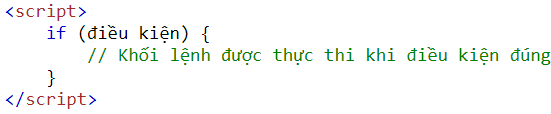 <script>
if (điều kiện) {
// Khối lệnh được thực thi khi điều kiện đúng
}
</script>